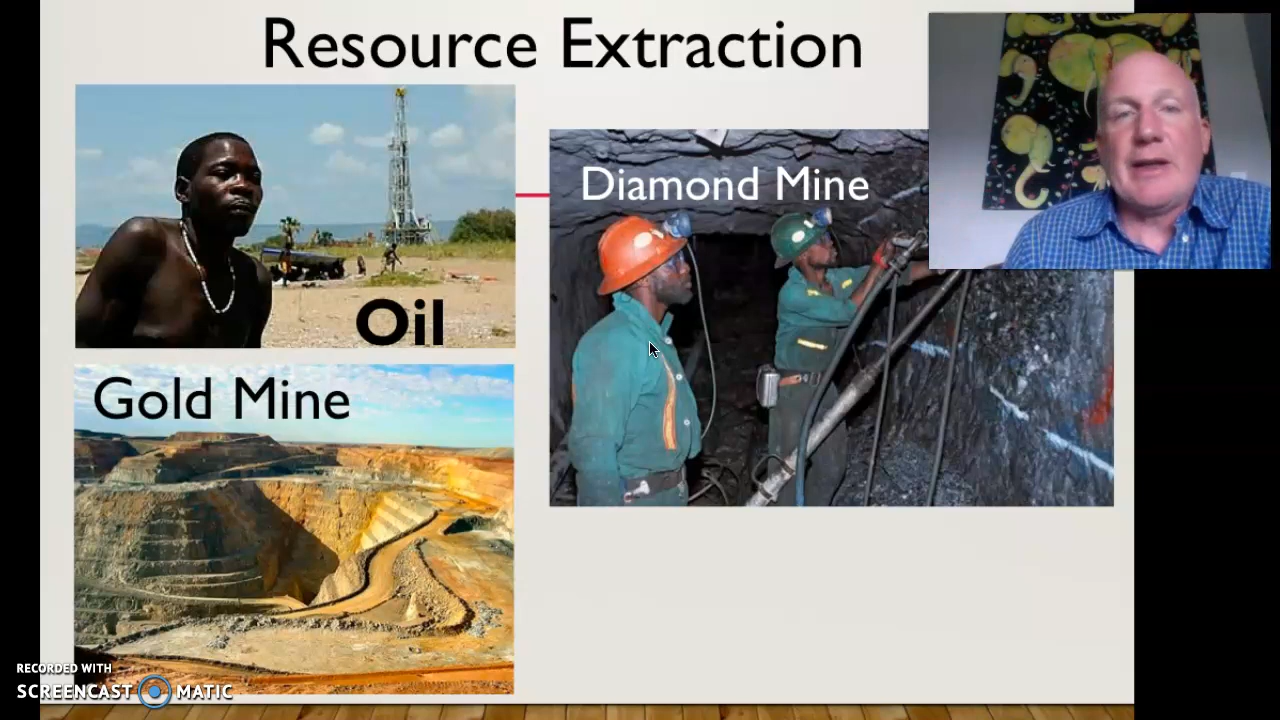 Resource Extraction
Oil
Diamond Mine
Gold Mine
RECORDED WITH
SCREENCAST MATIC